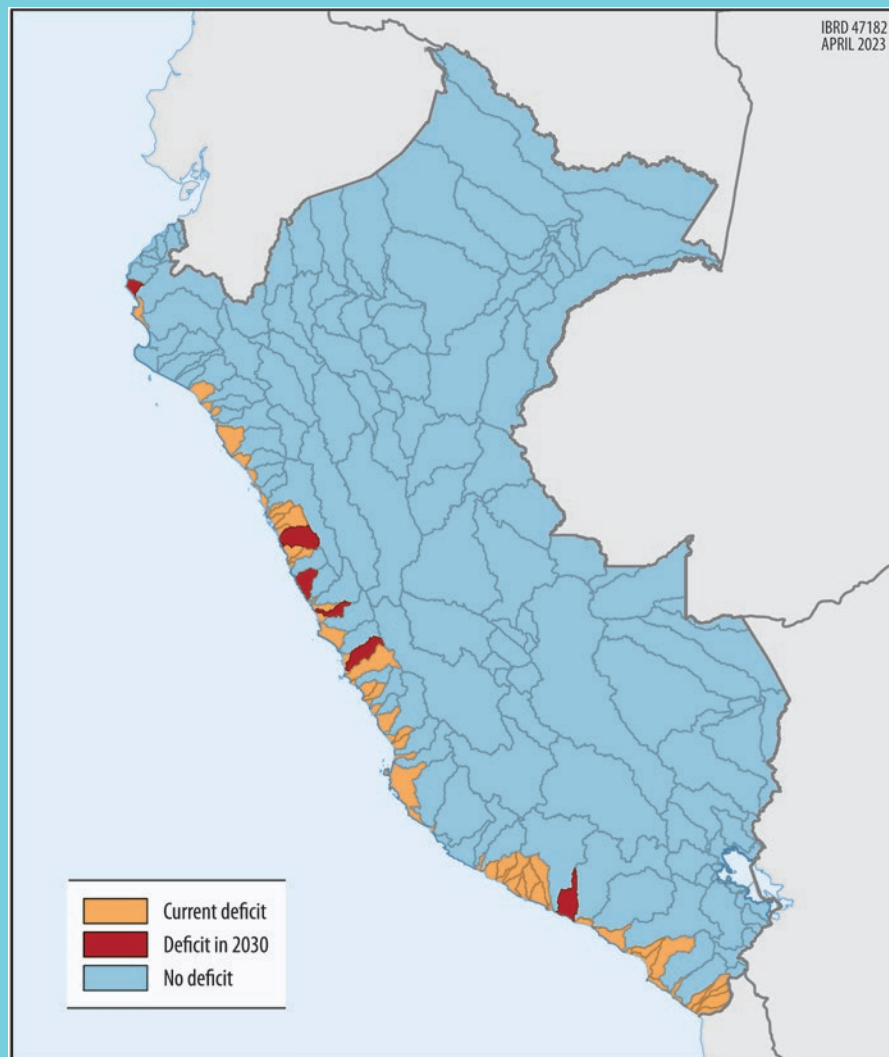 IBRD 47182
APRIL 2023
Current deficit
Deficit in 2030
No deficit